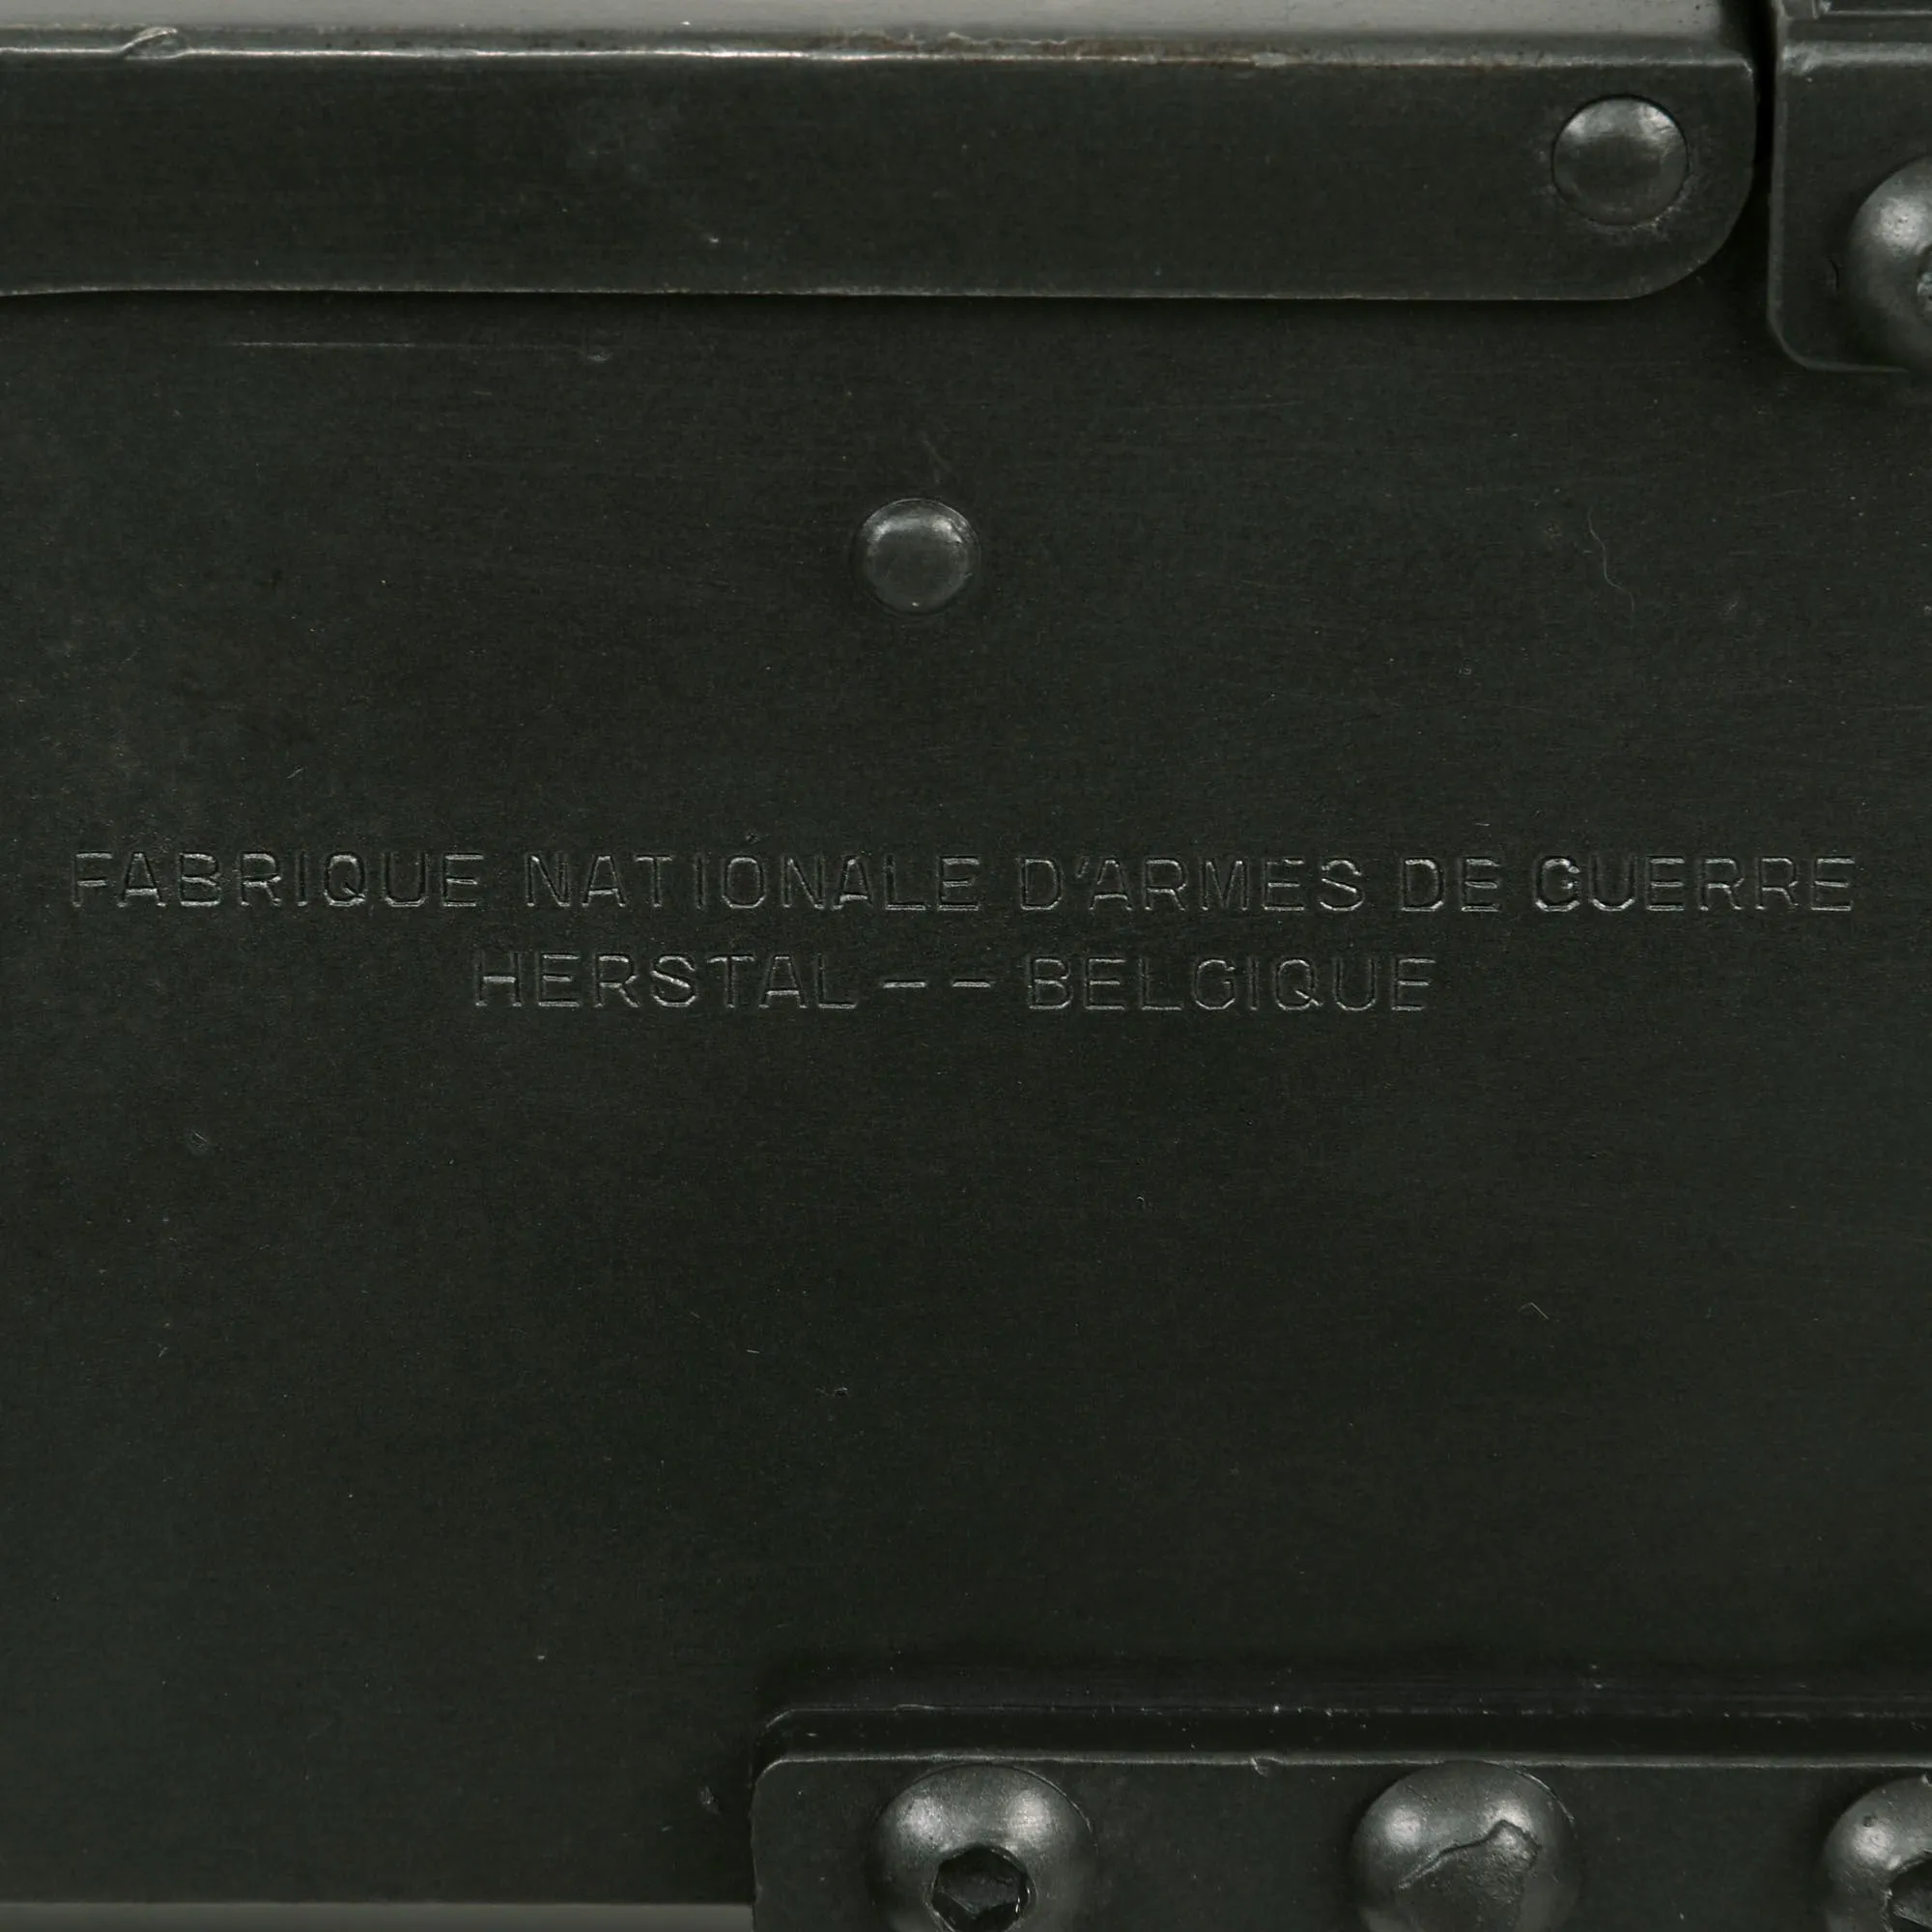 FABRIQUE NATIONALE D'ARMES DE GUERRE
HERSTAL -- BELGIQUE